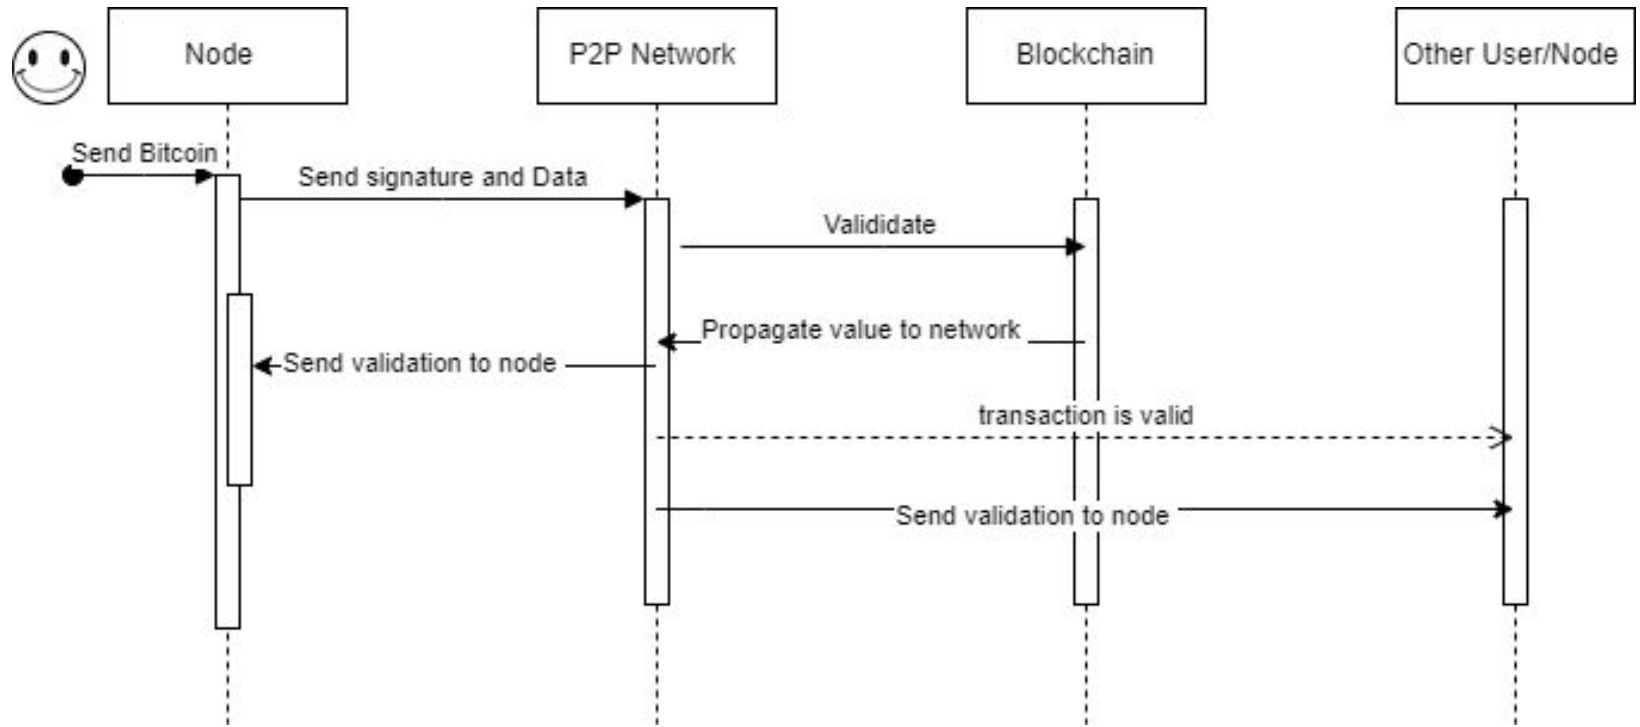 Node
P2P Network
Blockchain
Other User/Node
Send Bitcoin
Send signature and Data
Valididate
Propagate value to network
Send validation to node
transaction is valid
Send validation to node